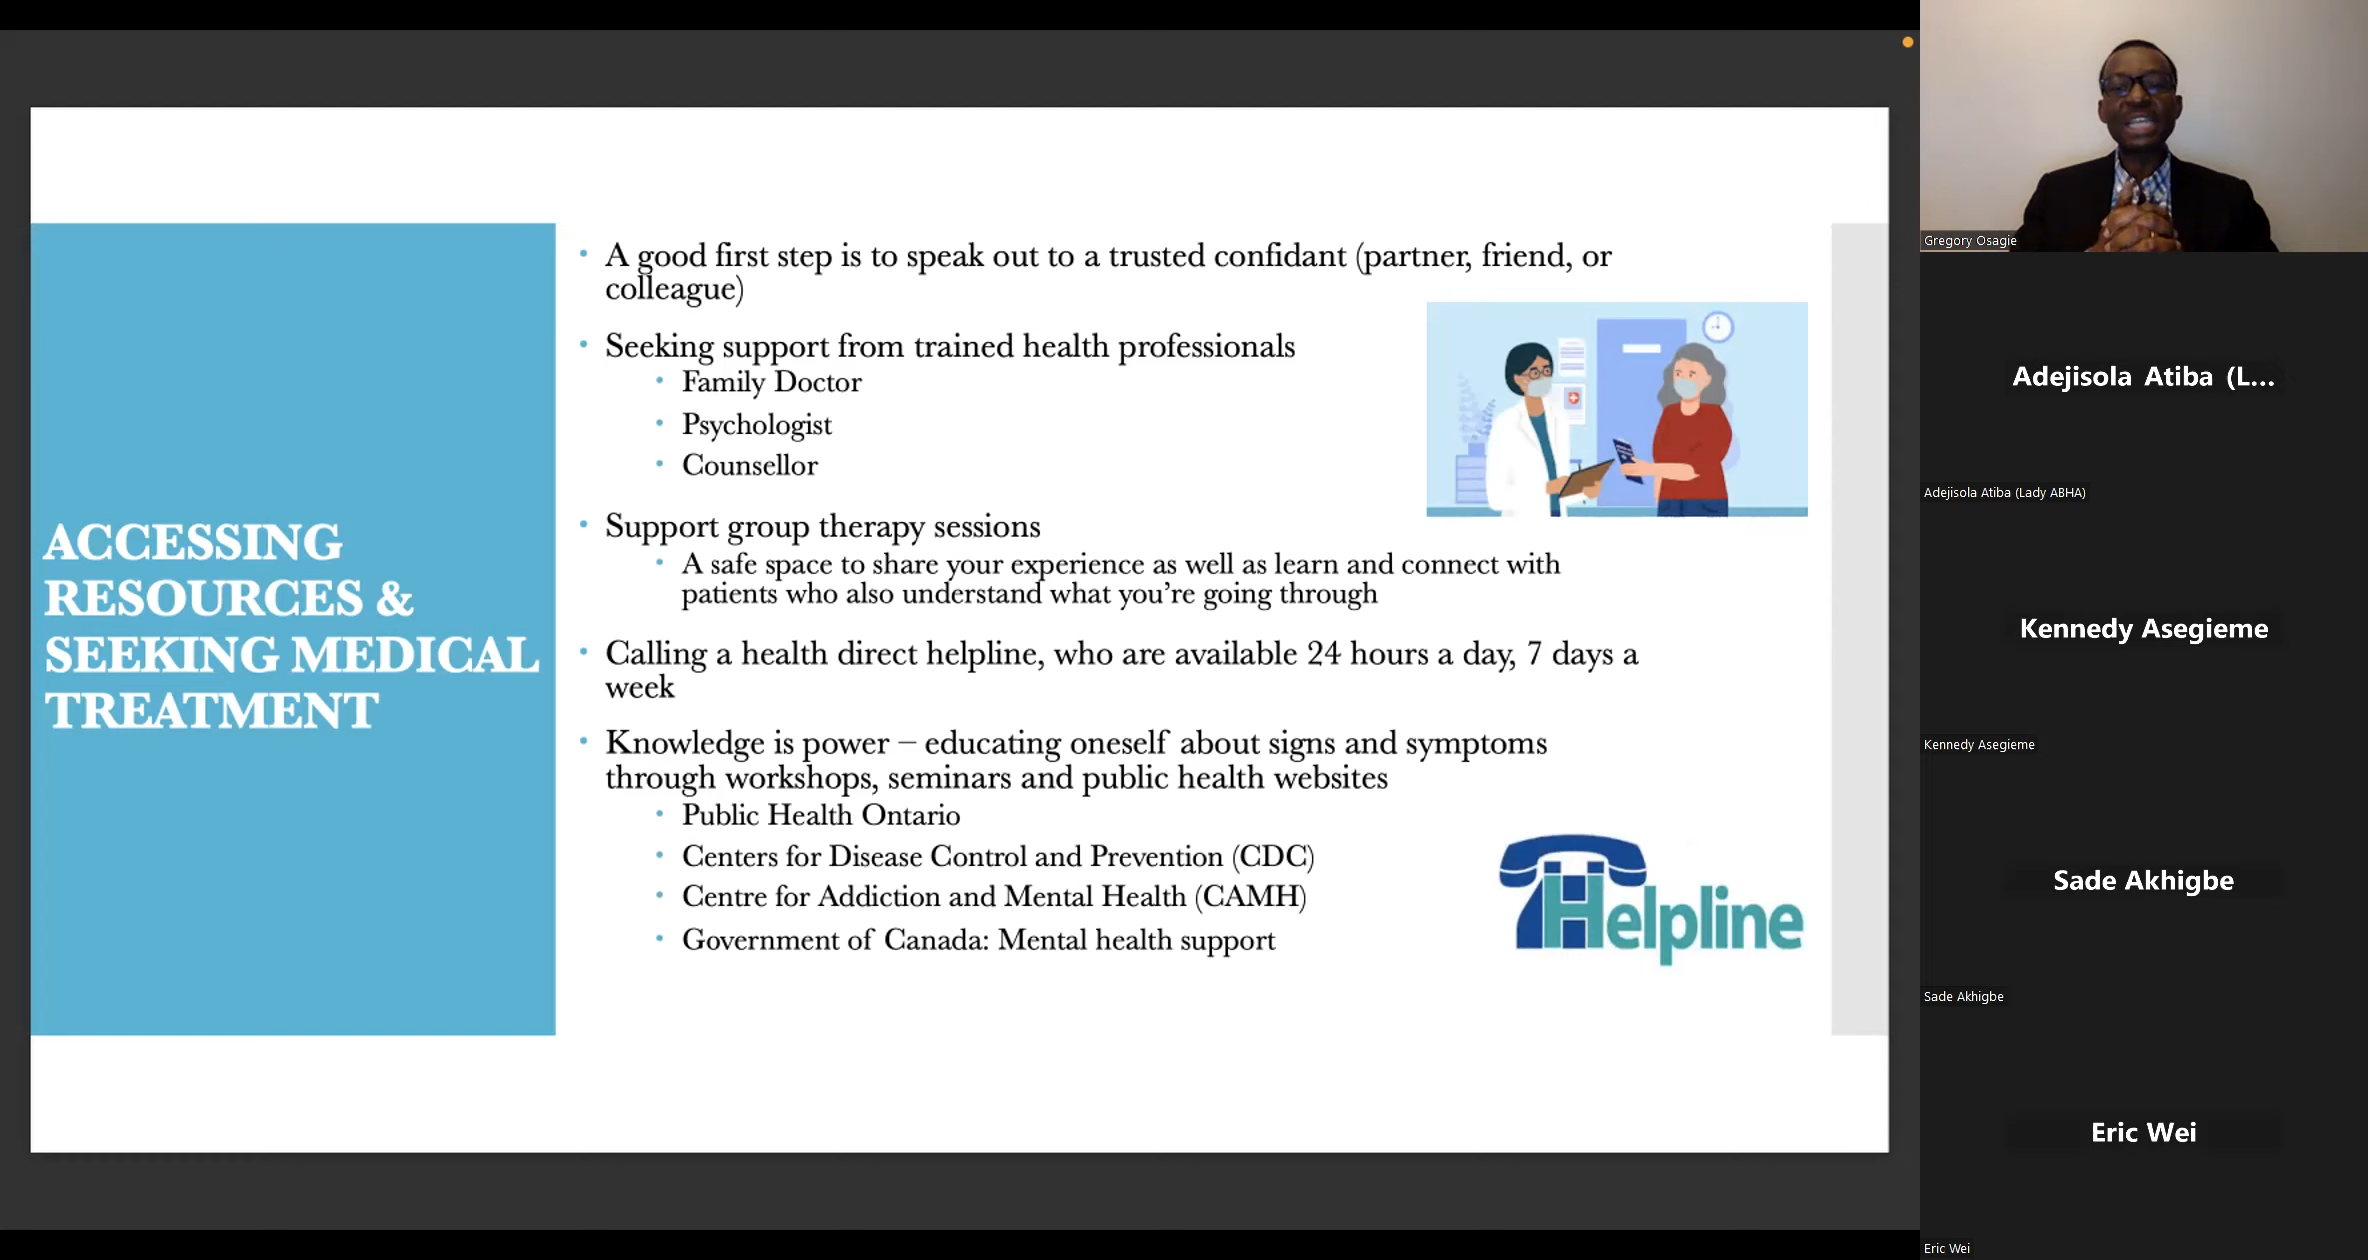 ACCESSING
RESOURCES &
SEEKING MEDICAL
TREATMENT
• A good first step is to speak out to a trusted confidant (partner, friend, or
colleague)
• Seeking support from trained health professionals
• Family Doctor
• Psychologist
• Counsellor
• Support group therapy sessions
• A safe space to share your experience as well as learn and connect with
patients who also understand what you’re going through
• Calling a health direct helpline, who are available 24 hours a day, 7 days a
week
• Knowledge is power – educating oneself about signs and symptoms
through workshops, seminars and public health websites
• Public Health Ontario
• Centers for Disease Control and Prevention (CDC)
• Centre for Addiction and Mental Health (CAMH)
• Government of Canada: Mental health support
Helpline
Gregory Osagie
Adejisola Atiba (L...
Adejisola Atiba (Lady ABHA)
Kennedy Asegieme
Kennedy Asegieme
Sade Akhigbe
Sade Akhigbe
Eric Wei
Eric Wei